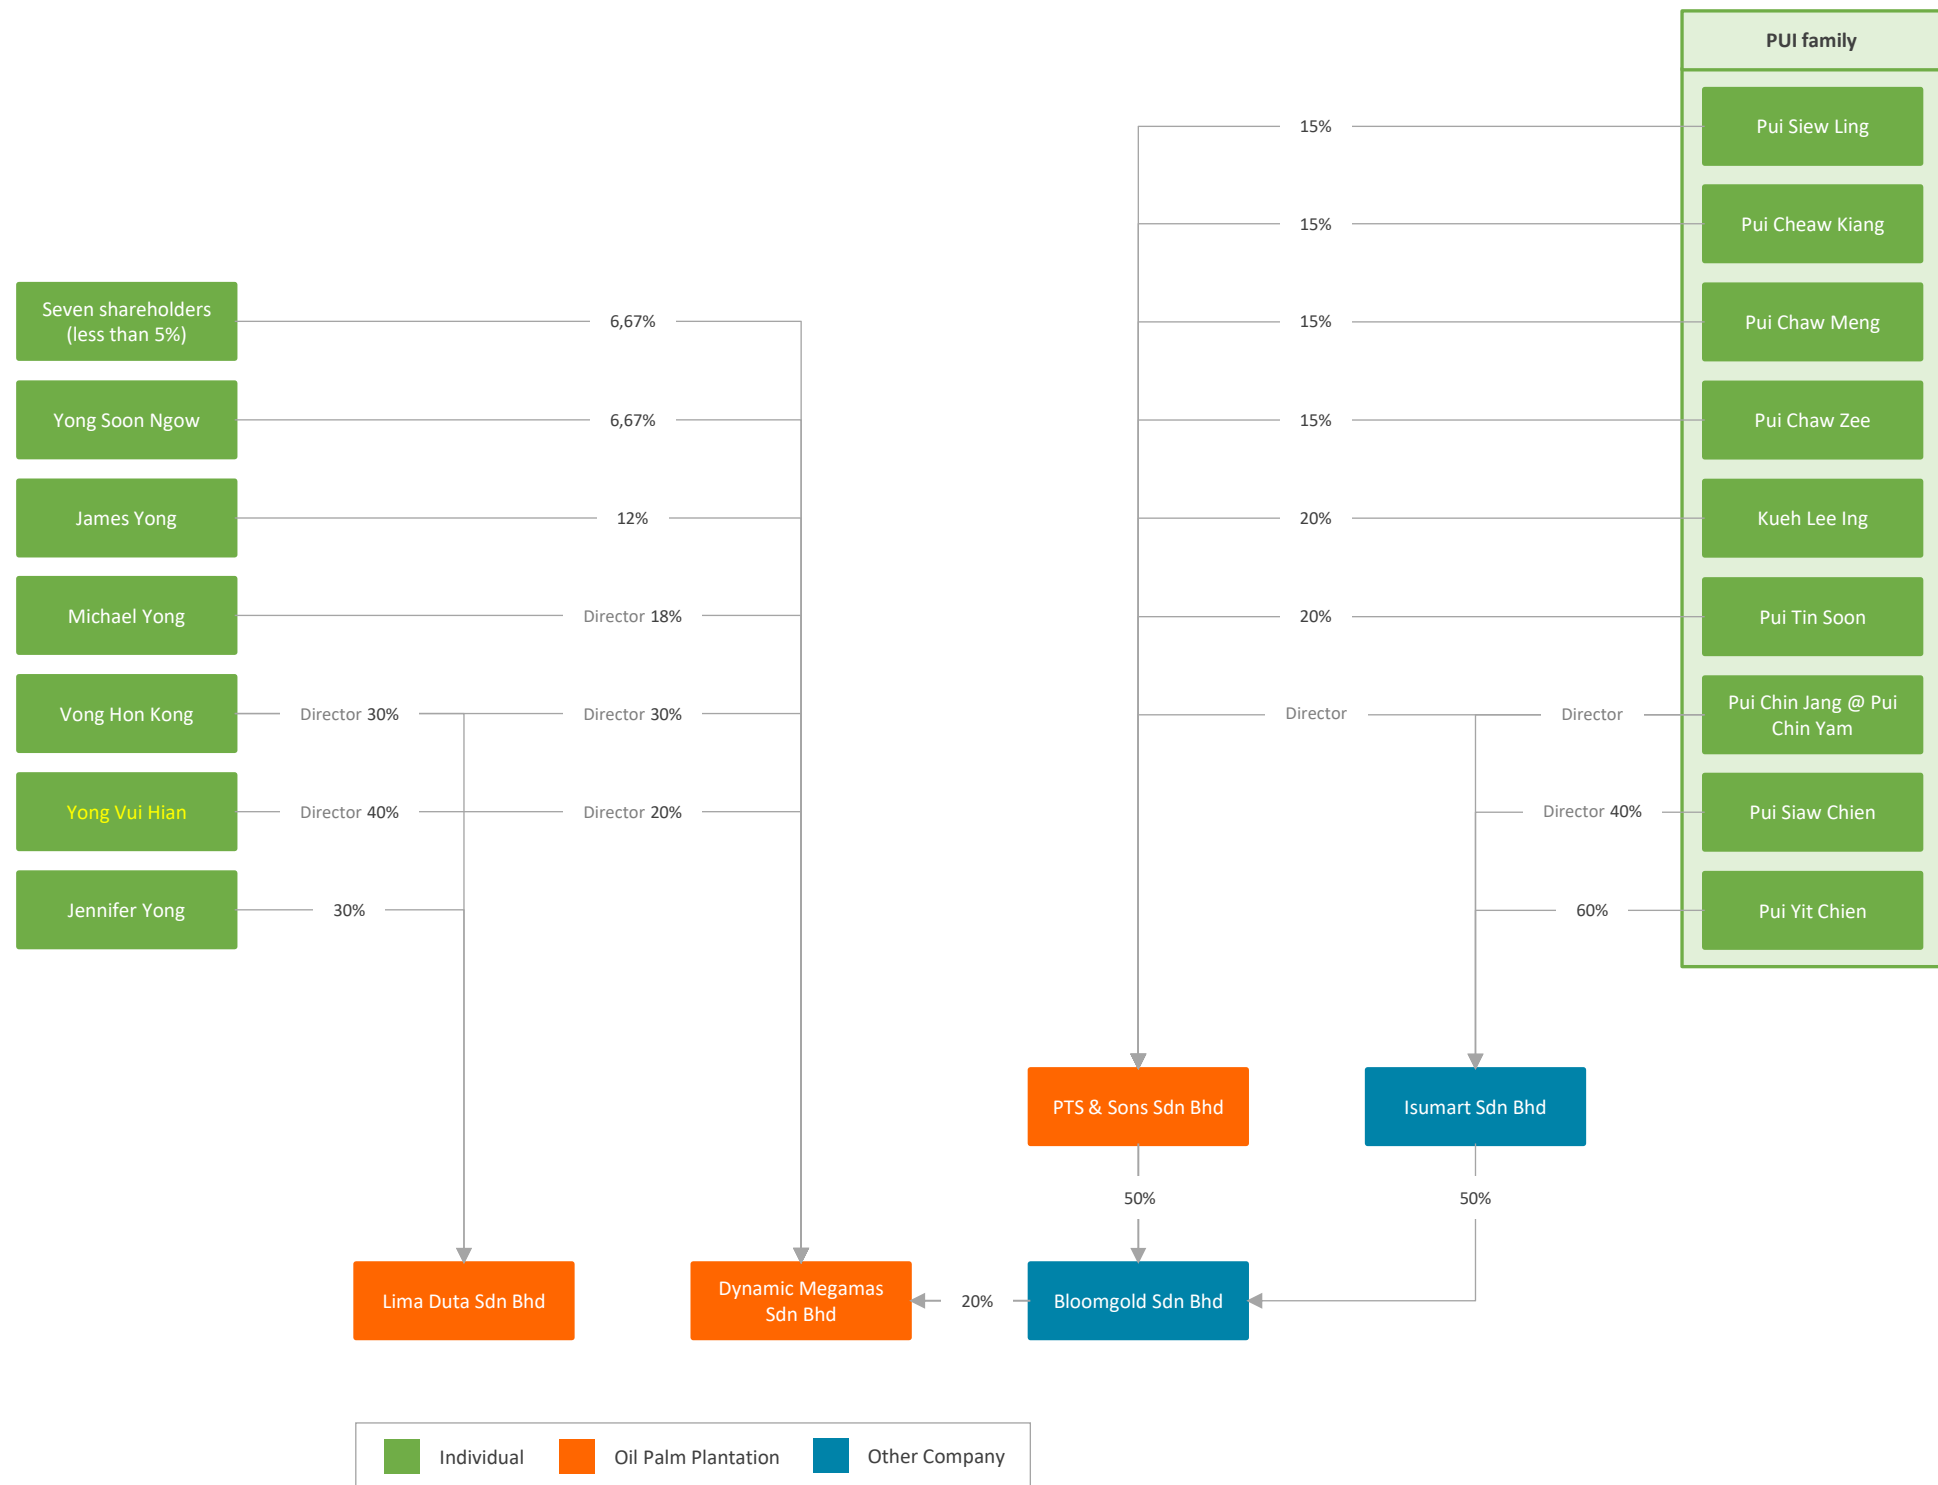 PUI family
Pui Siew Ling
15%
Pui Cheaw Kiang
15%
Seven shareholders
(less than 5%)
6,67%
15%
Pui Chaw Meng
Yong Soon Ngow
6,67%
15%
Pui Chaw Zee
James Yong
12%
20%
Kueh Lee Ing
Michael Yong
Director 18%
20%
Pui Tin Soon
Vong Hon Kong
Director 30%
Director 30%
Director
Director
Pui Chin Jang @ Pui
Chin Yam
Yong Vui Hian
Director 40%
Director 20%
Director 40%
Pui Siaw Chien
Jennifer Yong
30%
60%
Pui Yit Chien
PTS & Sons Sdn Bhd
Isumart Sdn Bhd
50%
50%
Lima Duta Sdn Bhd
Dynamic Megamas
Sdn Bhd
20%
Bloomgold Sdn Bhd
Individual
Oil Palm Plantation
Other Company